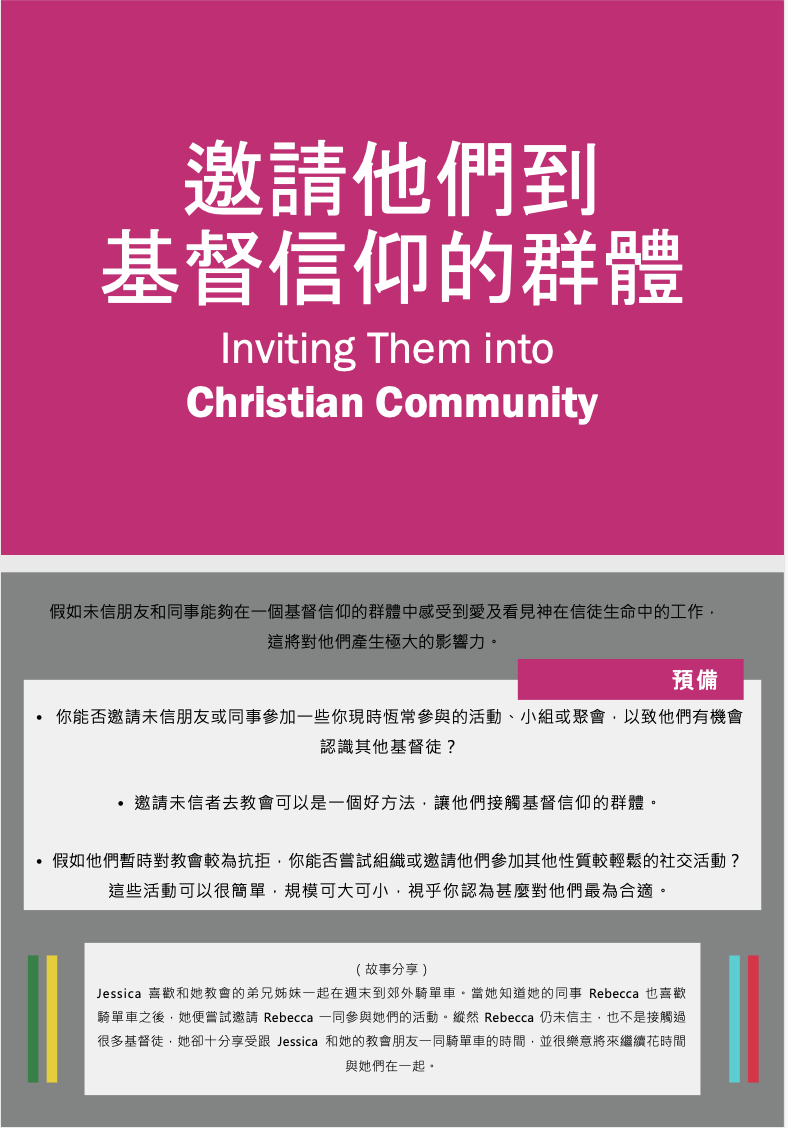 邀請他們到
基督信仰的群體
Inviting Them into
Christian Community
假如未信朋友和同事能夠在一個基督信仰的群體中感受到愛及看見神在信徒生命中的工作，
這將對他們產生極大的影響力。
預備
• 你能否邀請未信朋友或同事參加一些你現時恆常參與的活動、小組或聚會，以致他們有機會
認識其他基督徒？
• 邀請未信者去教會可以是一個好方法，讓他們接觸基督信仰的群體。
• 假如他們暫時對教會較為抗拒，你能否嘗試組織或邀請他們參加其他性質較輕鬆的社交活動？
這些活動可以很簡單，規模可大可小，視乎你認為甚麼對他們最為合適。
（故事分享）
Jessica 喜歡和她教會的弟兄姊妹一起在週末到郊外騎單車。當她知道她的同事 Rebecca 也喜歡
騎單車之後，她便嘗試邀請 Rebecca 一同參與她們的活動。縱然 Rebecca 仍未信主，也不是接觸過
很多基督徒，她卻十分享受跟 Jessica 和她的教會朋友一同騎單車的時間，並很樂意將來繼續花時間
與她們在一起。